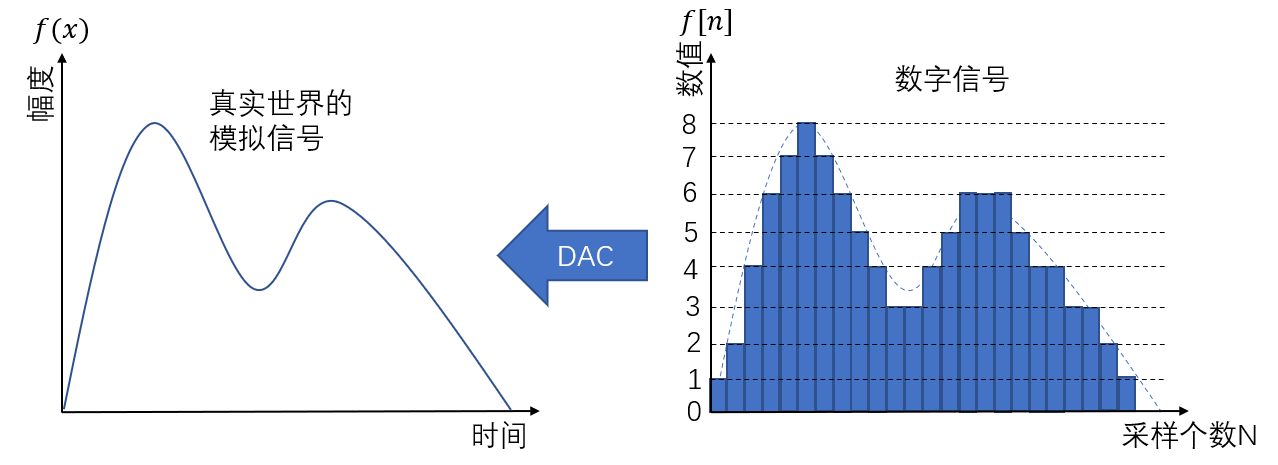 f(x)
幅度
真实世界的
模拟信号
时间
DAC
f[n]
数值
数字信号
8
7
6
5
4
3
2
1
0
采样个数N